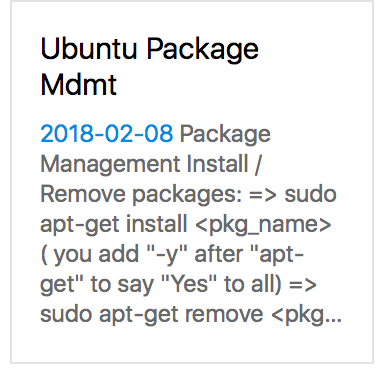 Ubuntu Package
Mdmt
2018-02-08 Package
Management Install /
Remove packages: => sudo
apt-get install <pkg_name>
( you add "-y" after "apt-
get" to say "Yes" to all) =>
sudo apt-get remove <pkg...